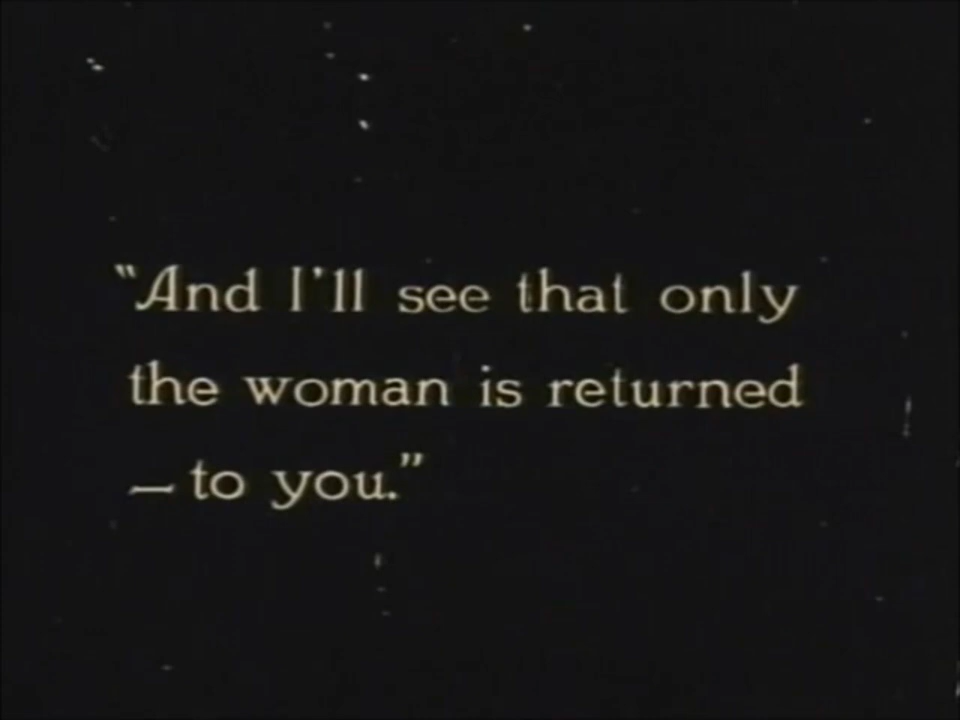 “And I’ll see that only
the woman is returned
— to you.”